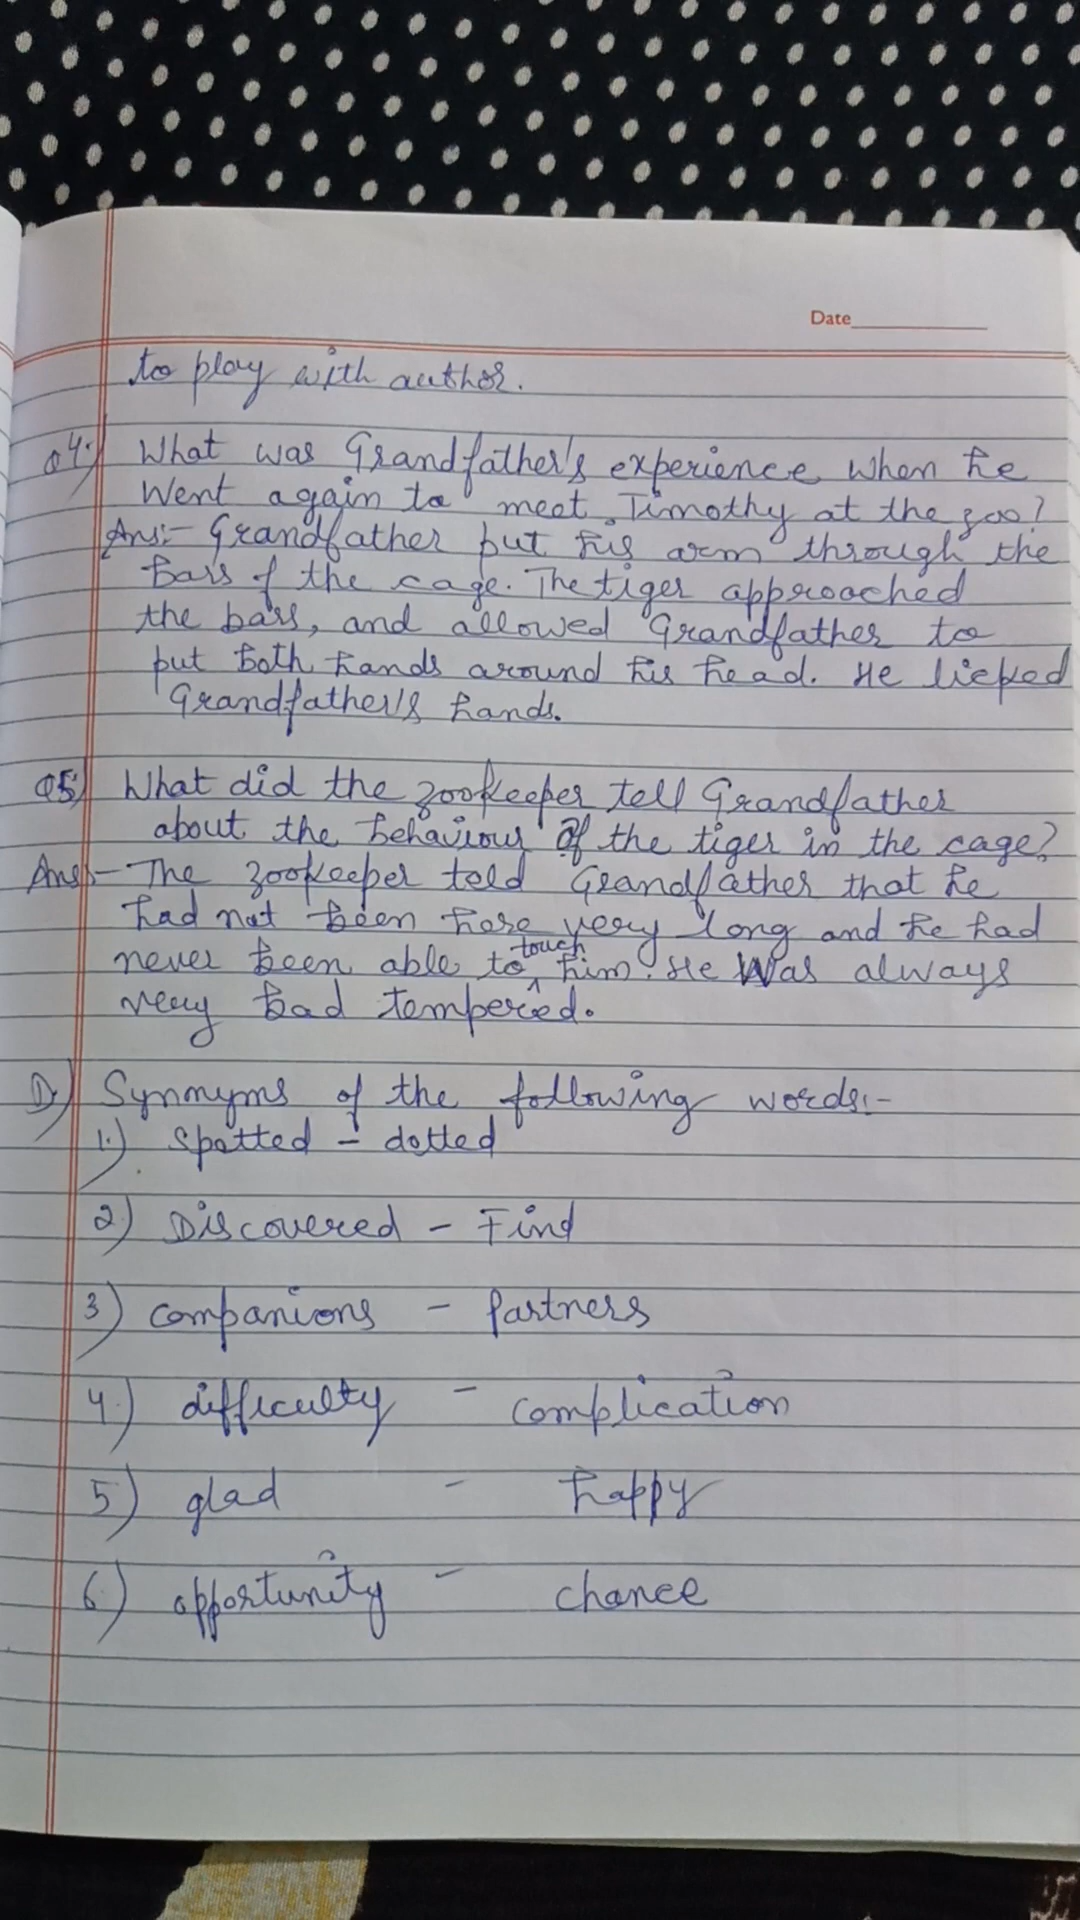 Date
to play with author.
Q4.) What was Grandfather's experience when he
went again to meet Timothy at the zoo?
Ans:- Grandfather put his arm through the
bars of the cage. The tiger approached
the bars, and allowed Grandfather to
put both hands around his head. He licked
Grandfather's hands.
Q5.) What did the zookeeper tell Grandfather
about the behaviour of the tiger in the cage?
Ans:- The zookeeper told Grandfather that he
had not been here very long and he had
never been able to touch him. He was always
very bad tempered.
D) Synonyms of the following words:-
1.) Spotted - dotted
2) Discovered - Find
3) companions - Partners
4.) difficulty - complication
5) glad - happy
6.) opportunity - chance